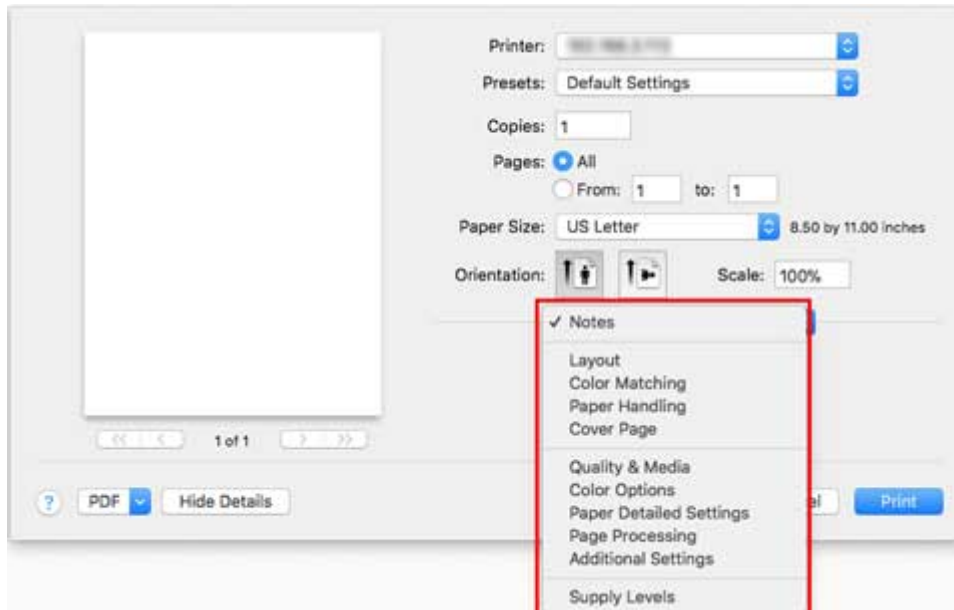 Printer:
Presets: Default Settings
Copies: 1
Pages: All
From: 1 to: 1
Paper Size: US Letter 8.50 by 11.00 inches
Orientation: Scale: 100%
✓ Notes
Layout
Color Matching
Paper Handling
Cover Page
Quality & Media
Color Options
Paper Detailed Settings
Page Processing
Additional Settings
Supply Levels
<< < 1 of 1 > >>
? PDF Hide Details el Print